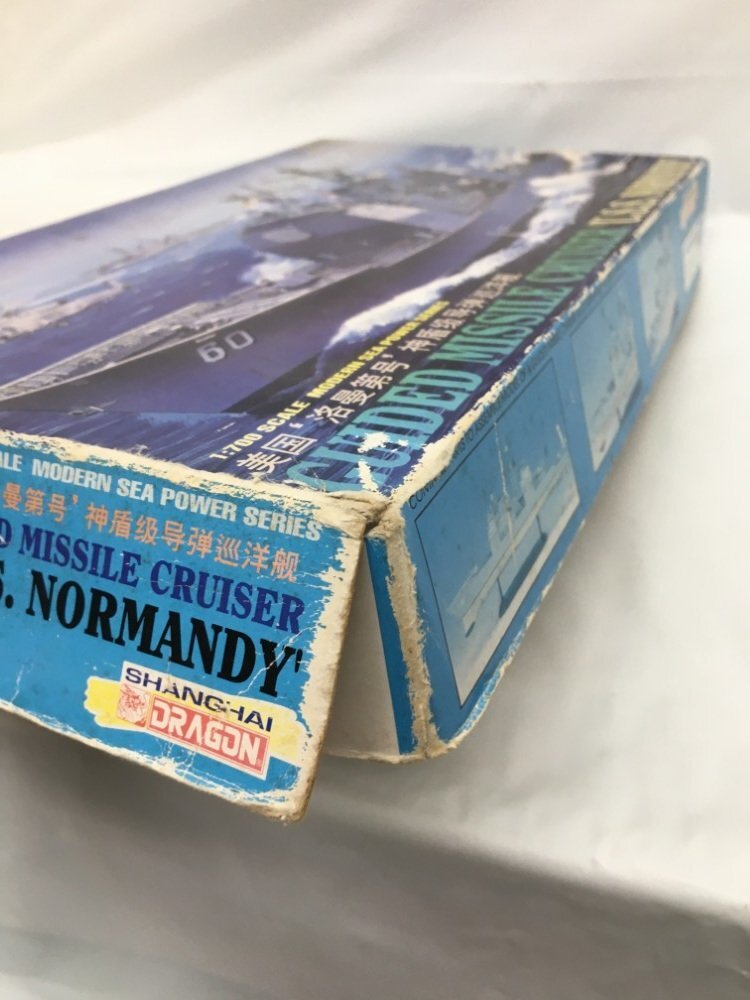 60
1:700 SCALE MODERN SEA POWER SERIES
美国'洛曼第号'神盾级导弹巡洋舰
GUIDED MISSILE CRUISER U.S.S.
MODERN SEA POWER SERIES
曼第号'神盾级导弹巡洋舰
MISSILE CRUISER
S. NORMANDY'
SHANGHAI
DRAGON